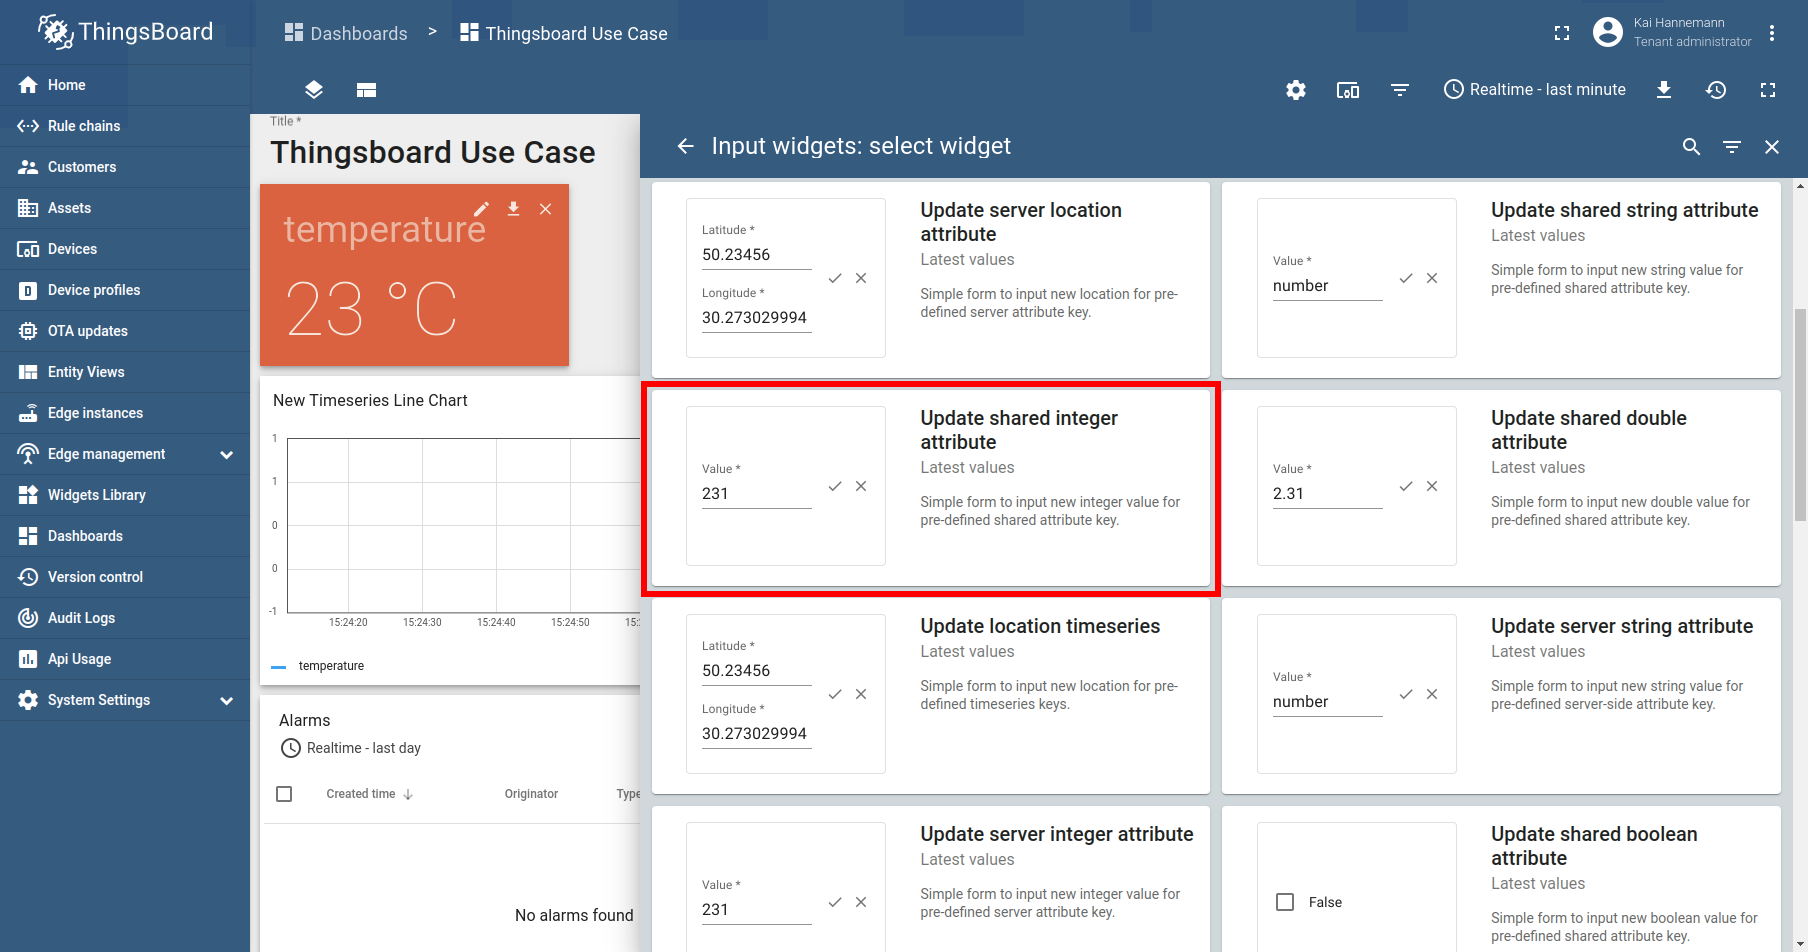 ThingsBoard
Home
Rule chains
Customers
Assets
Devices
Device profiles
OTA updates
Entity Views
Edge instances
Edge management
Widgets Library
Dashboards
Version control
Audit Logs
Api Usage
System Settings
Dashboards > Thingsboard Use Case
Kai Hannemann
Tenant administrator
Realtime - last minute
Title *
Thingsboard Use Case
temperature
23 °C
New Timeseries Line Chart
1
1
0
0
-1
15:24:20 15:24:30 15:24:40 15:24:50 15:
temperature
Alarms
Realtime - last day
Created time Originator Type
No alarms found
Input widgets: select widget
Latitude *
50.23456
Longitude *
30.273029994
Update server location
attribute
Latest values
Simple form to input new location for pre-
defined server attribute key.
Value *
number
Update shared string attribute
Latest values
Simple form to input new string value for
pre-defined shared attribute key.
Value *
231
Update shared integer
attribute
Latest values
Simple form to input new integer value for
pre-defined shared attribute key.
Value *
2.31
Update shared double
attribute
Latest values
Simple form to input new double value for
pre-defined shared attribute key.
Latitude *
50.23456
Longitude *
30.273029994
Update location timeseries
Latest values
Simple form to input new location for pre-
defined timeseries keys.
Value *
number
Update server string attribute
Latest values
Simple form to input new string value for
pre-defined server-side attribute key.
Value *
231
Update server integer attribute
Latest values
Simple form to input new integer value for
pre-defined server attribute key.
False
Update shared boolean
attribute
Latest values
Simple form to input new boolean value for
pre-defined shared attribute key.